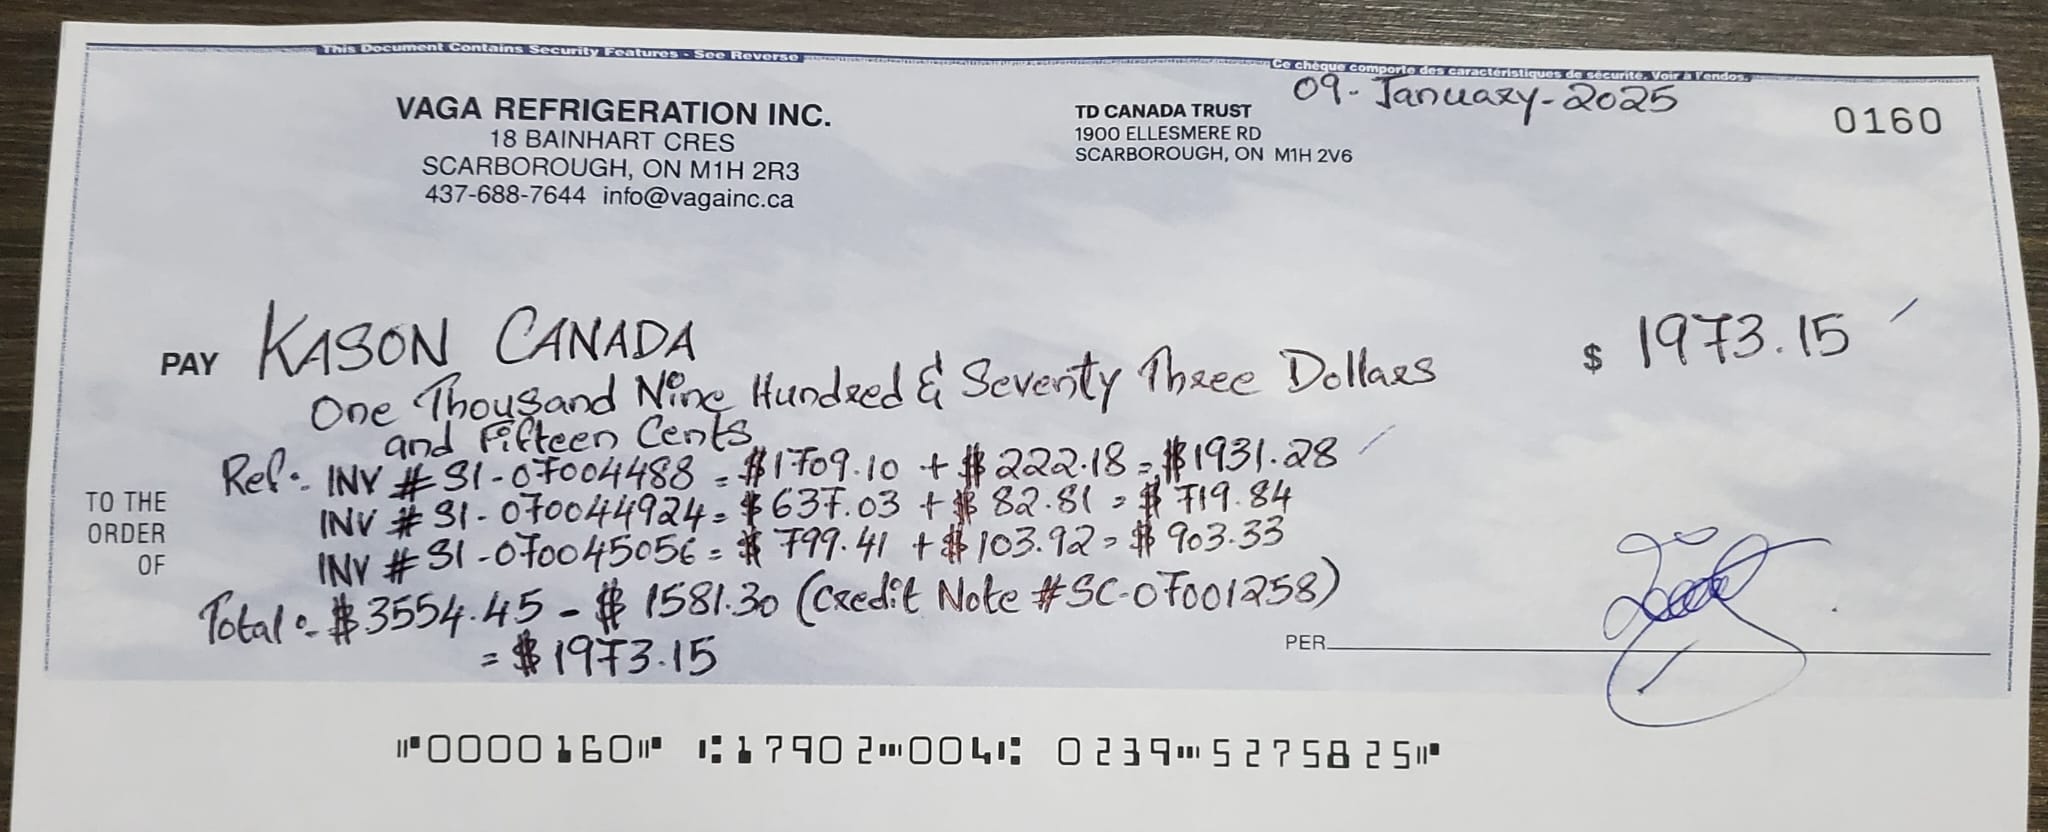 This Document Contains Security Features - See Reverse
Ce chèque comporte des caractéristiques de sécurité. Voir à l'endos.
VAGA REFRIGERATION INC.
18 BAINHART CRES
SCARBOROUGH, ON M1H 2R3
437-688-7644 info@vagainc.ca
TD CANADA TRUST
1900 ELLESMERE RD
SCARBOROUGH, ON M1H 2V6
09-January-2025
0160
PAY KASON CANADA
$ 1973.15
One Thousand Nine Hundred & Seventy Three Dollars
and Fifteen Cents
Ref:- INV # SI-07004488 = $1709.10 + $222.18 = $1931.28
INV # SI-070044924 = $637.03 + $82.81 = $719.84
INV # SI-070045056 = $799.41 + $103.92 = $903.33
TO THE
ORDER
OF
Total:- $3554.45 - $1581.30 (Credit Note #SC-07001258)
= $1973.15
PER
⑈0000160⑈ ⑆17902⑉004⑆ 0239⑉5275825⑈